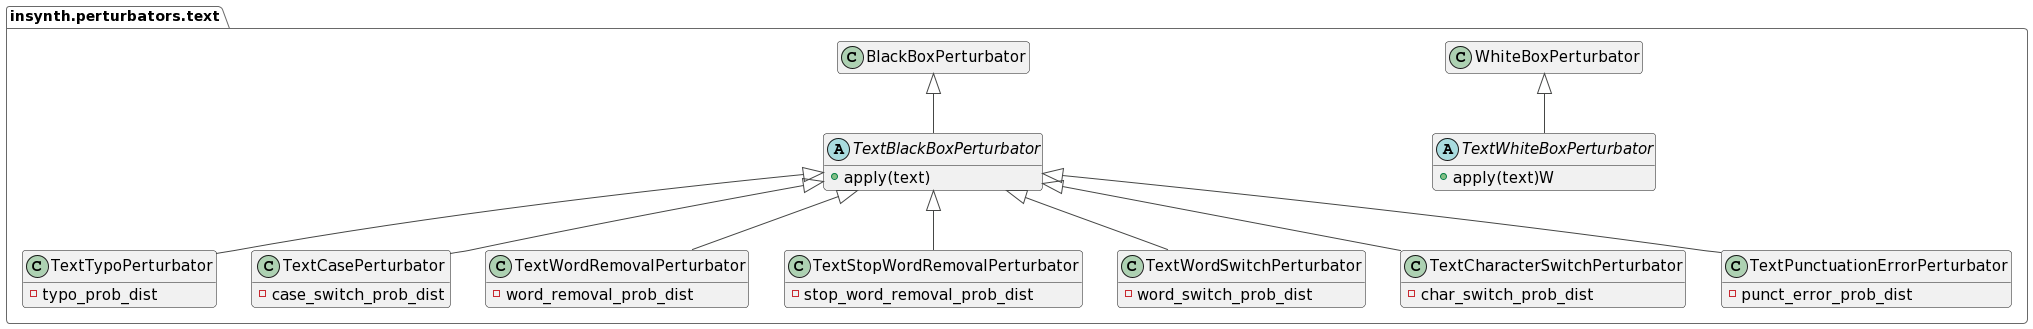 insynth.perturbators.text
C BlackBoxPerturbator
C WhiteBoxPerturbator
A TextBlackBoxPerturbator
apply(text)
A TextWhiteBoxPerturbator
apply(text)W
C TextTypoPerturbator
typo_prob_dist
C TextCasePerturbator
case_switch_prob_dist
C TextWordRemovalPerturbator
word_removal_prob_dist
C TextStopWordRemovalPerturbator
stop_word_removal_prob_dist
C TextWordSwitchPerturbator
word_switch_prob_dist
C TextCharacterSwitchPerturbator
char_switch_prob_dist
C TextPunctuationErrorPerturbator
punct_error_prob_dist